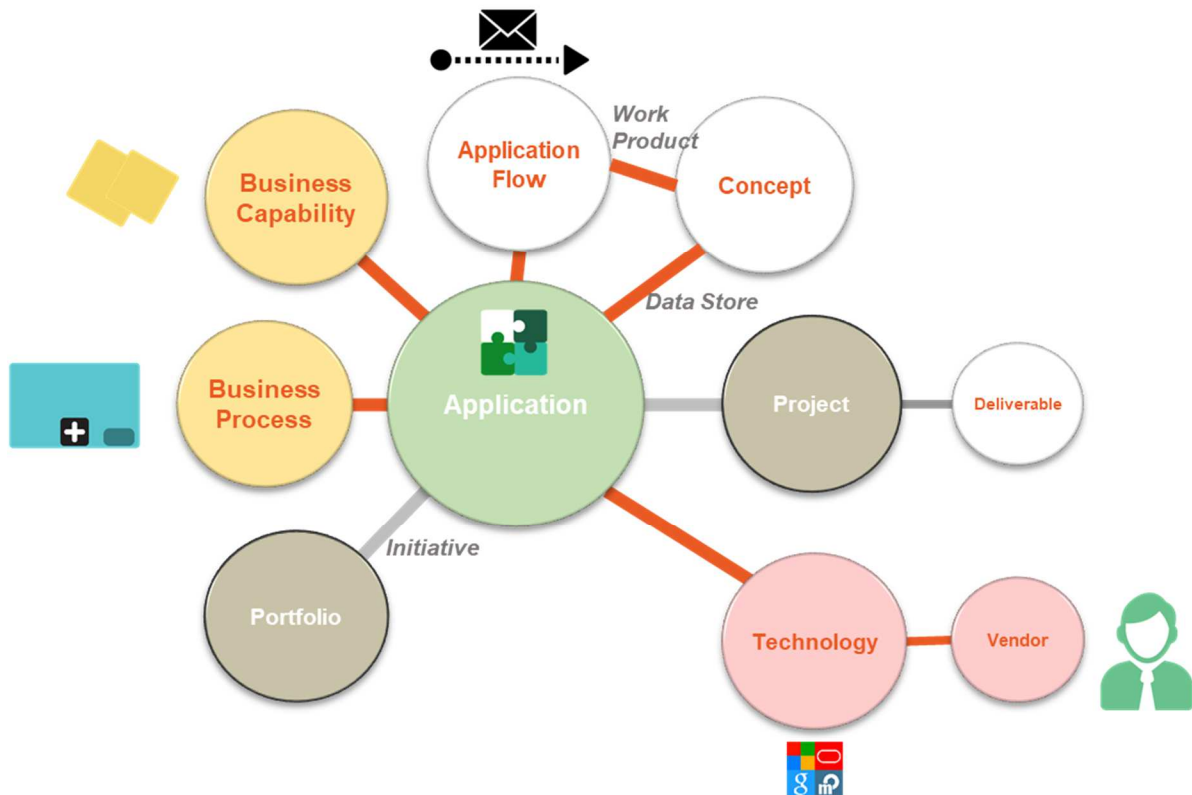 Work
Product
Application
Flow
Concept
Business
Capability
Data Store
Business
Process
Application
Project
Deliverable
Initiative
Portfolio
Technology
Vendor
g
m